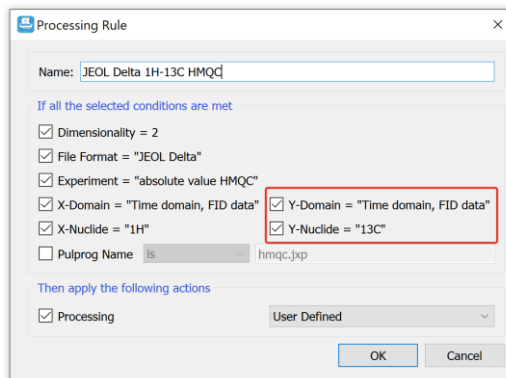 Processing Rule
Name: JEOL Delta 1H-13C HMQC
If all the selected conditions are met
Dimensionality = 2
File Format = "JEOL Delta"
Experiment = "absolute value HMQC"
X-Domain = "Time domain, FID data" Y-Domain = "Time domain, FID data"
X-Nuclide = "1H" Y-Nuclide = "13C"
Pulprog Name is hmqc.jxp
Then apply the following actions
Processing User Defined
OK Cancel